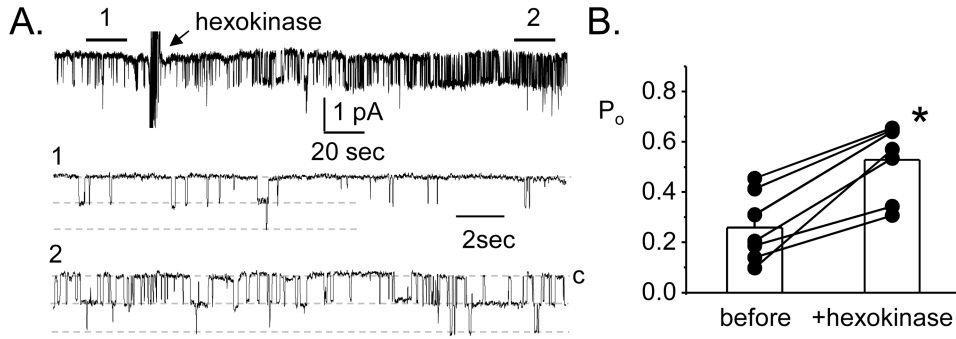 A.
1
hexokinase
2
1 pA
20 sec
1
2sec
2
c
B.
Po
0.8
0.6
0.4
0.2
0.0
*
before
+hexokinase